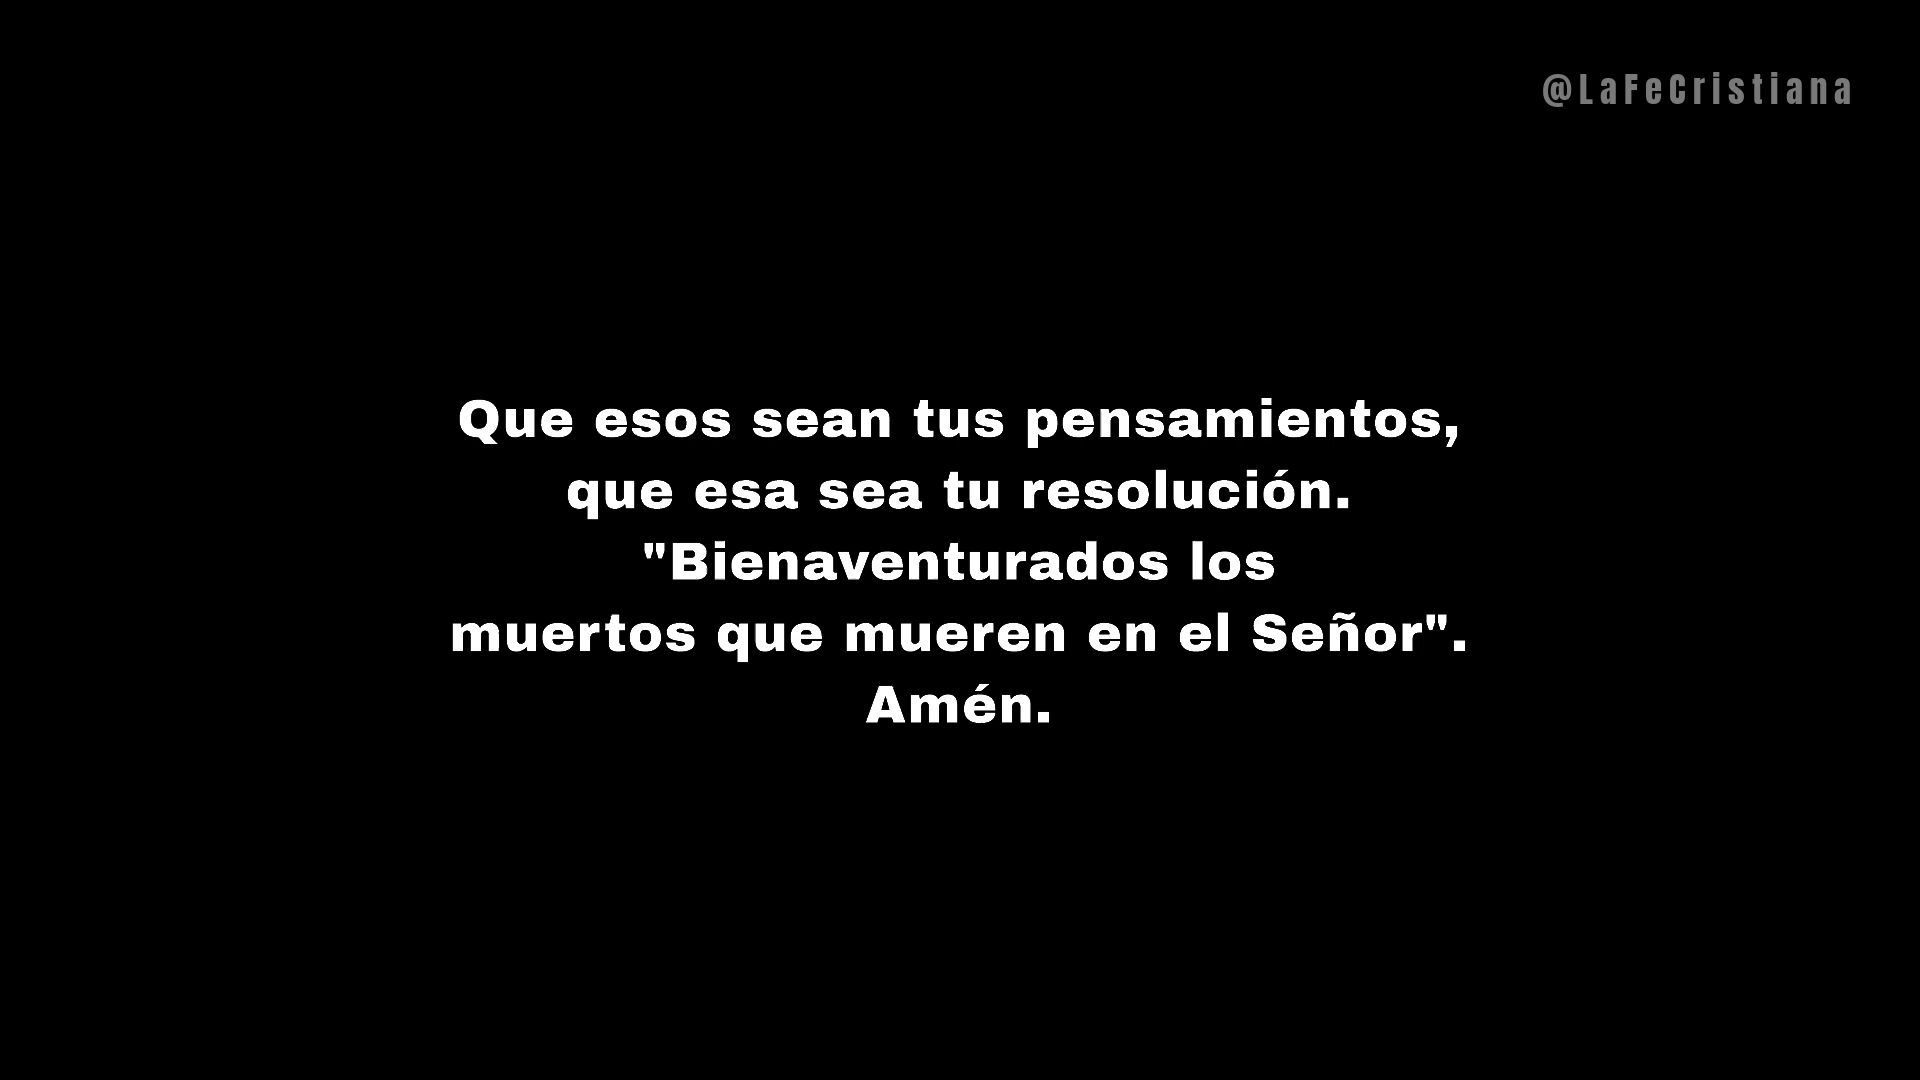 @LaFeCristiana
Que esos sean tus pensamientos,
que esa sea tu resolución.
"Bienaventurados los
muertos que mueren en el Señor".
Amén.